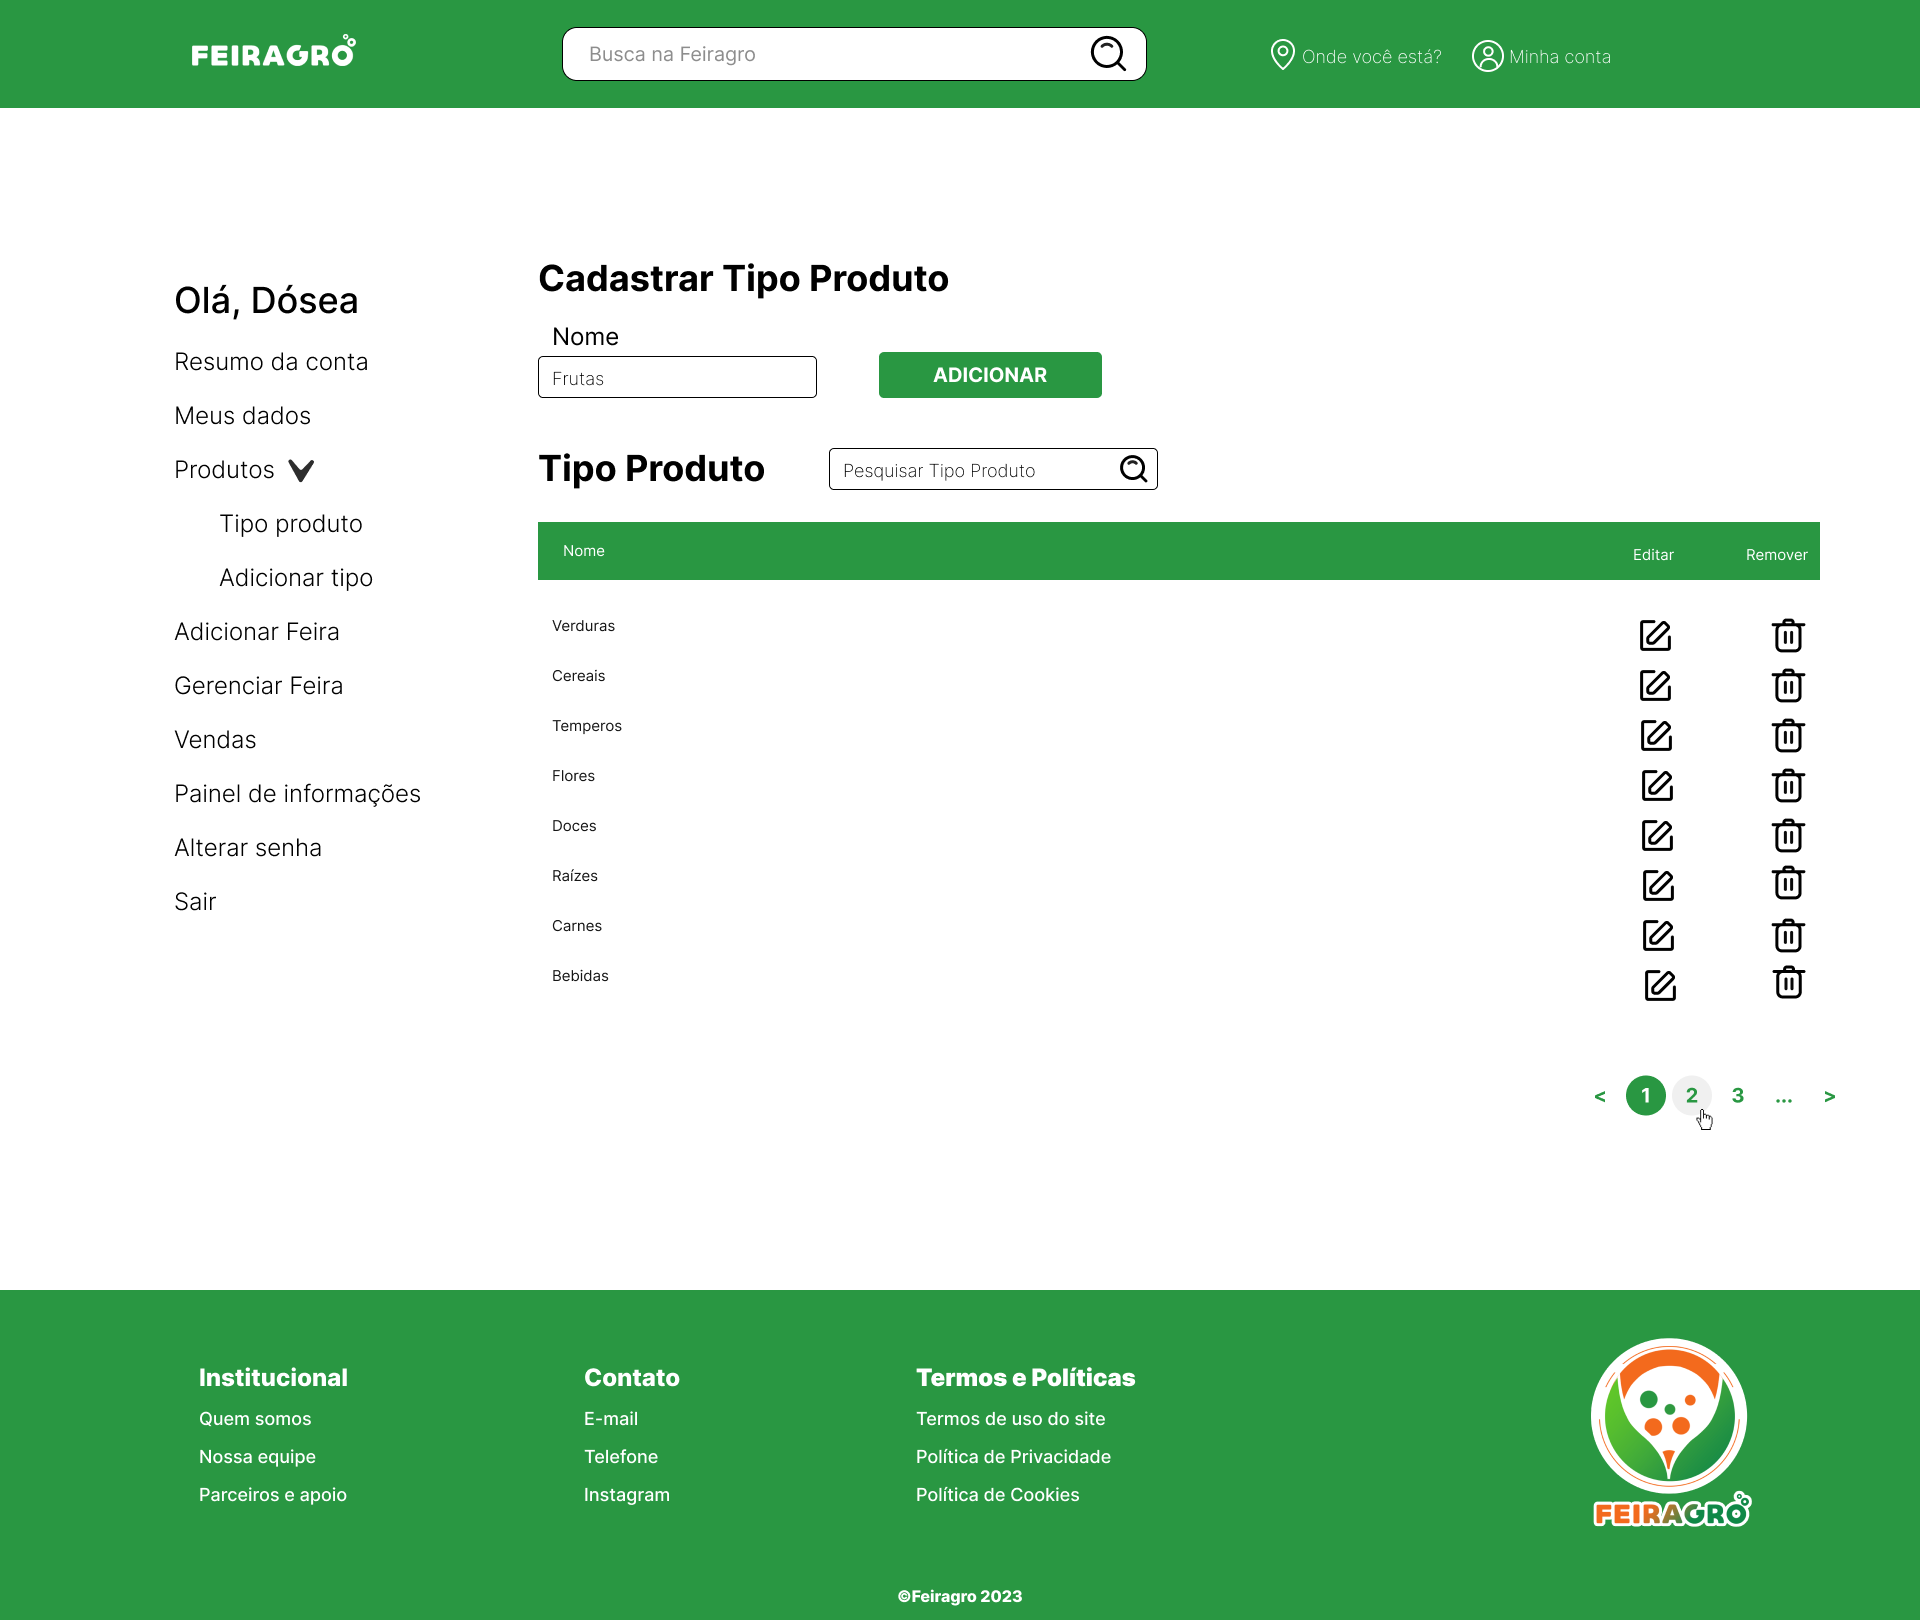 FEIRAGRO
Busca na Feiragro
Onde você está?
Minha conta
Olá, Dósea
Resumo da conta
Meus dados
Produtos
Tipo produto
Adicionar tipo
Adicionar Feira
Gerenciar Feira
Vendas
Painel de informações
Alterar senha
Sair
Cadastrar Tipo Produto
Nome
Frutas
ADICIONAR
Tipo Produto
Pesquisar Tipo Produto
Nome Editar Remover
Verduras
Cereais
Temperos
Flores
Doces
Raízes
Carnes
Bebidas
< 1 2 3 ... >
Institucional
Quem somos
Nossa equipe
Parceiros e apoio
Contato
E-mail
Telefone
Instagram
Termos e Políticas
Termos de uso do site
Política de Privacidade
Política de Cookies
FEIRAGRO
©Feiragro 2023